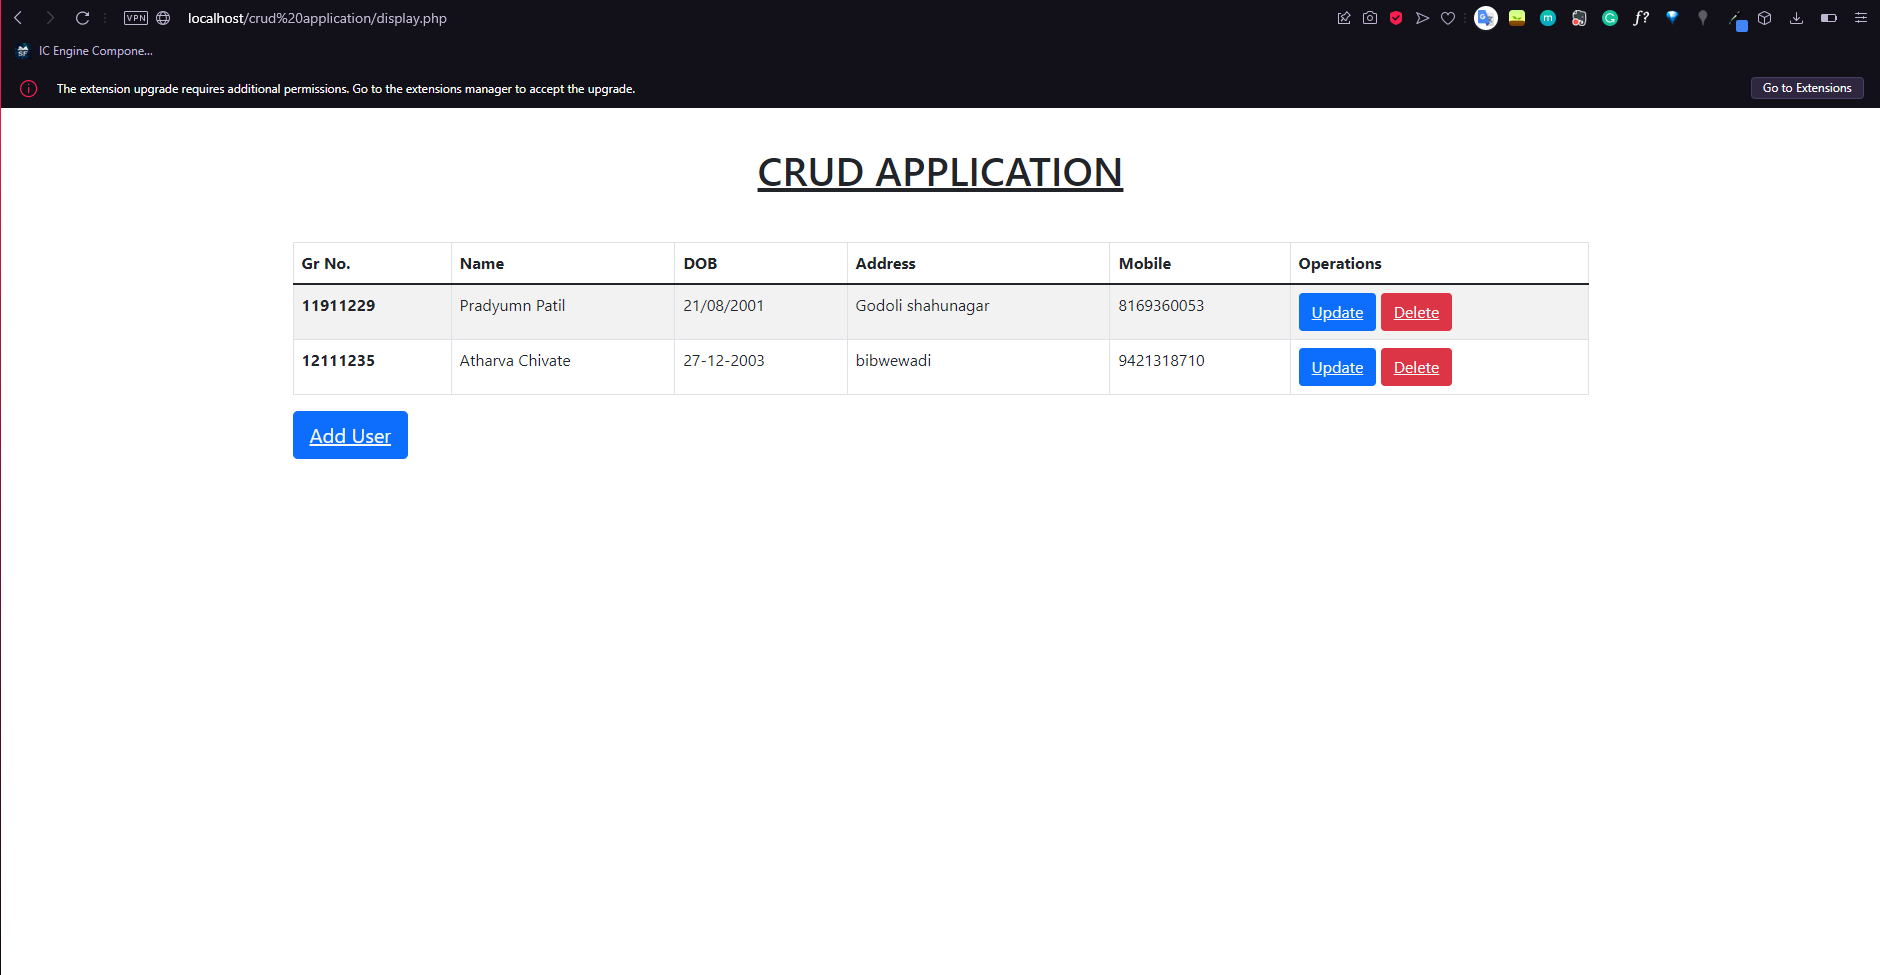 VPN localhost/crud%20application/display.php
IC Engine Compone...
The extension upgrade requires additional permissions. Go to the extensions manager to accept the upgrade. Go to Extensions
CRUD APPLICATION
Gr No. Name DOB Address Mobile Operations
11911229 Pradyumn Patil 21/08/2001 Godoli shahunagar 8169360053 Update Delete
12111235 Atharva Chivate 27-12-2003 bibwewadi 9421318710 Update Delete
Add User